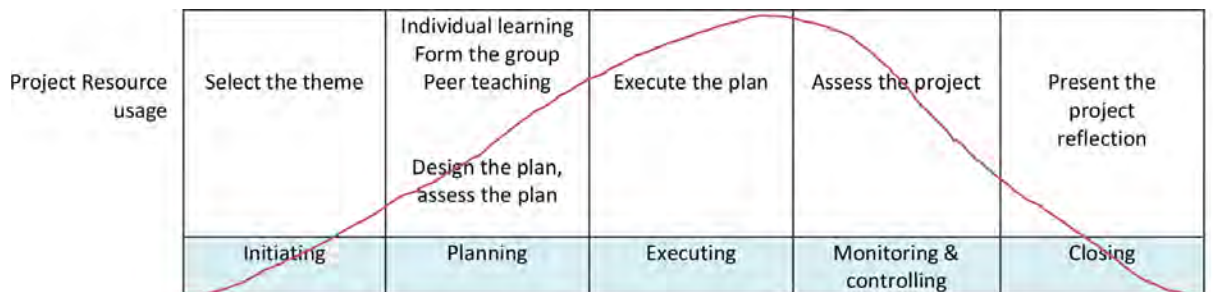 Project Resource
usage
Select the theme
Individual learning
Form the group
Peer teaching
Design the plan,
assess the plan
Execute the plan
Assess the project
Present the
project
reflection
Initiating
Planning
Executing
Monitoring &
controlling
Closing